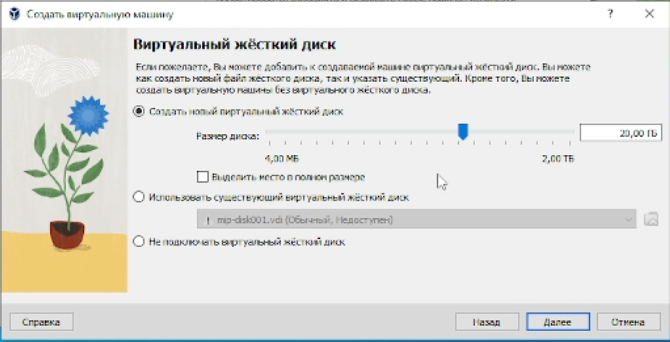 Создать виртуальную машину
Виртуальный жёсткий диск
Если пожелаете, Вы можете добавить к создаваемой машине виртуальный жёсткий диск. Вы можете
как создать новый файл жёсткого диска, так и указать существующий. Кроме того, Вы можете
создать виртуальную машину без виртуального жёсткого диска.
Создать новый виртуальный жёсткий диск
Размер диска:
20,00 ТБ
4,00 МБ
2,00 ТБ
Выделить место в полном размере
Использовать существующий виртуальный жёсткий диск
mp-disk001.vdi (Обычный, Недоступен)
Не подключать виртуальный жёсткий диск
Справка
Назад
Далее
Отмена